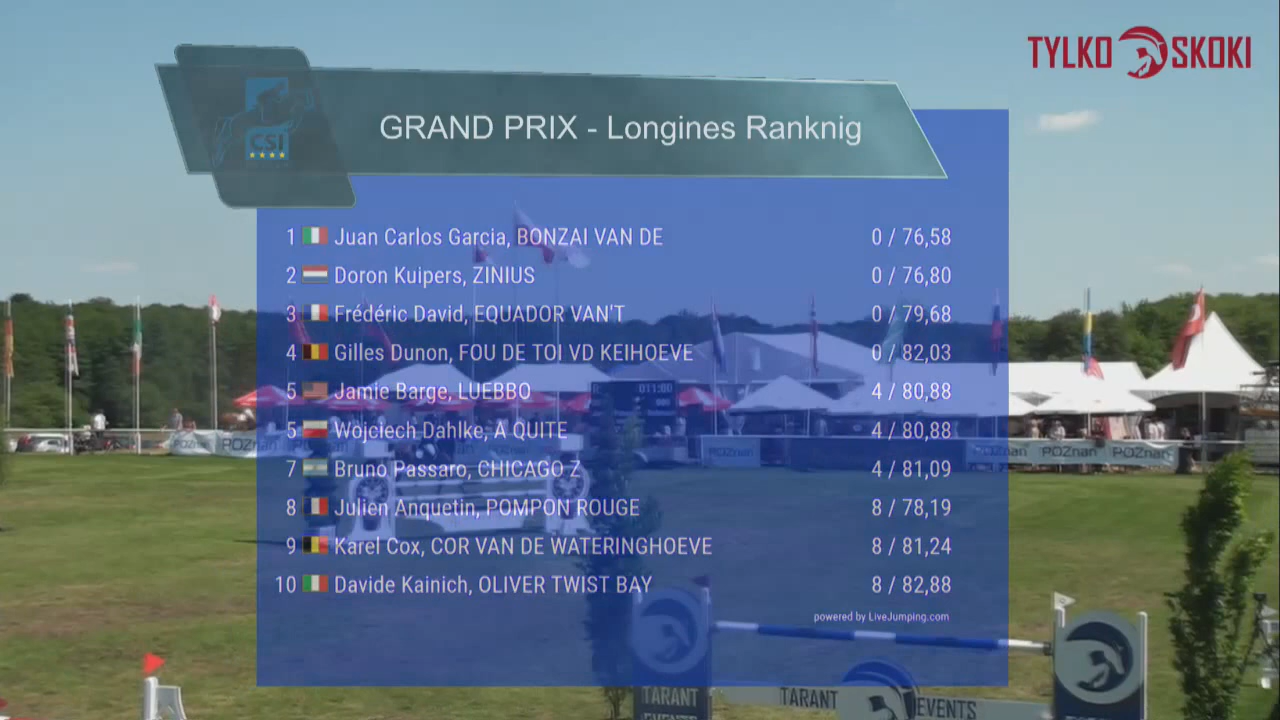 TYLKO SKOKI
CSI
GRAND PRIX - Longines Ranknig
1 Juan Carlos Garcia, BONZAI VAN DE 0 / 76,58
2 Doron Kuipers, ZINIUS 0 / 76,80
3 Frédéric David, EQUADOR VAN'T 0 / 79,68
4 Gilles Dunon, FOU DE TOI VD KEIHOEVE 0 / 82,03
5 Jamie Barge, LUEBBO 4 / 80,88
5 Wojciech Dahlke, A QUITE 4 / 80,88
7 Bruno Passaro, CHICAGO Z 4 / 81,09
8 Julien Anquetin, POMPON ROUGE 8 / 78,19
9 Karel Cox, COR VAN DE WATERINGHOEVE 8 / 81,24
10 Davide Kainich, OLIVER TWIST BAY 8 / 82,88
powered by LiveJumping.com
POZnan POZnan POZnan POZnan POZnan
TARANT TARANT EVENTS
EVENTS